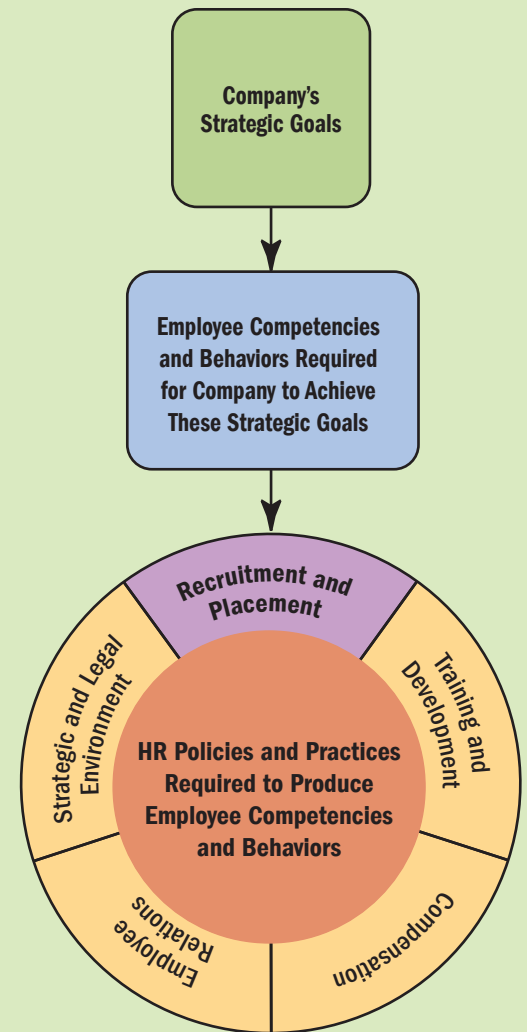 Company’s
Strategic Goals
Employee Competencies
and Behaviors Required
for Company to Achieve
These Strategic Goals
Recruitment and
Placement
Strategic and Legal
Environment
Training and
Development
HR Policies and Practices
Required to Produce
Employee Competencies
and Behaviors
Employee
Relations
Compensation